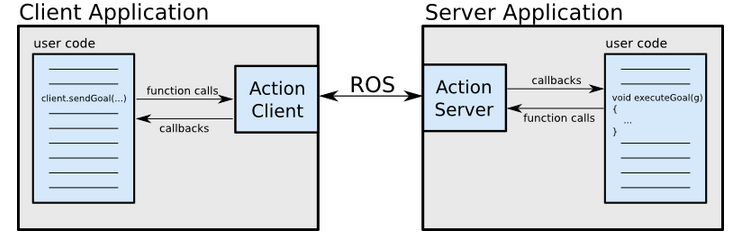 Client Application
user code
client.sendGoal(...)
function calls
callbacks
Action
Client
ROS
Server Application
Action
Server
callbacks
function calls
user code
void executeGoal(g)
{
...
}